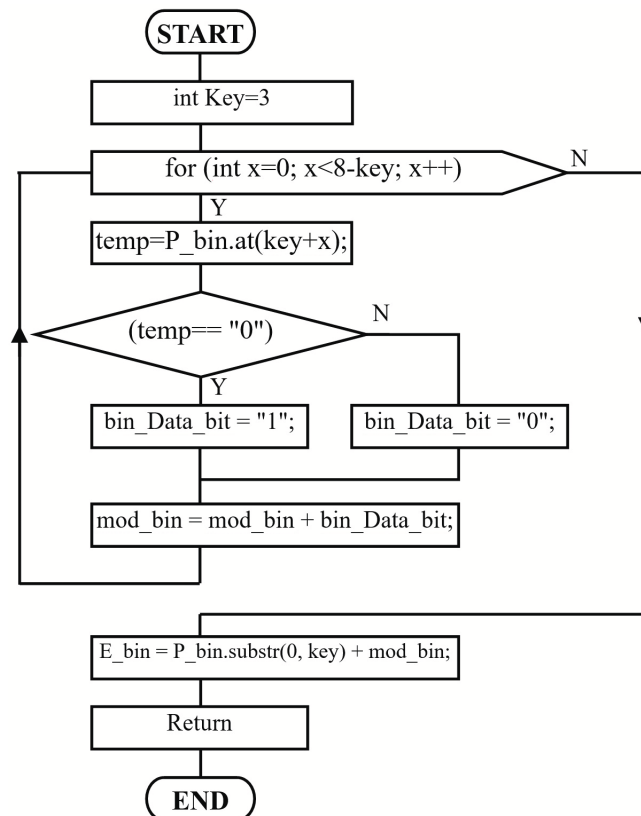 START
int Key=3
for (int x=0; x<8-key; x++)
N
Y
temp=P_bin.at(key+x);
(temp== "0")
N
Y
bin_Data_bit = "1";
bin_Data_bit = "0";
mod_bin = mod_bin + bin_Data_bit;
E_bin = P_bin.substr(0, key) + mod_bin;
Return
END